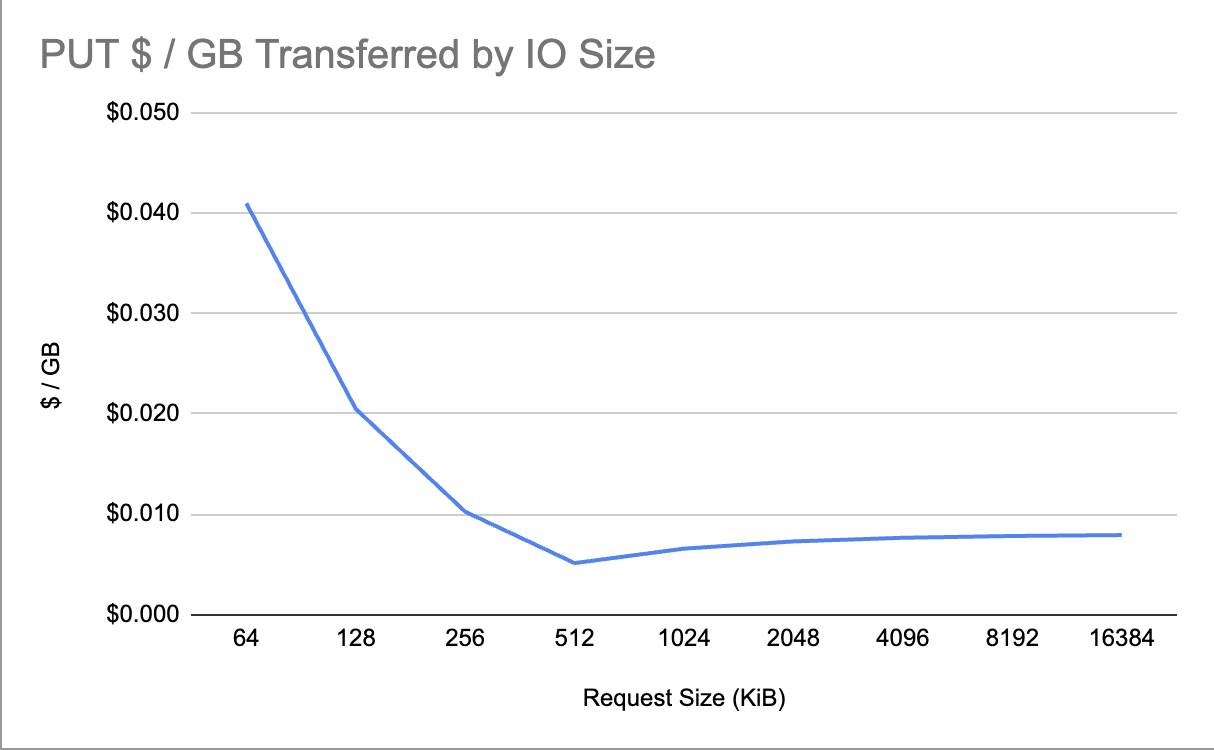 PUT $ / GB Transferred by IO Size
$0.050
$0.040
$0.030
$0.020
$0.010
$0.000
$ / GB
64 128 256 512 1024 2048 4096 8192 16384
Request Size (KiB)